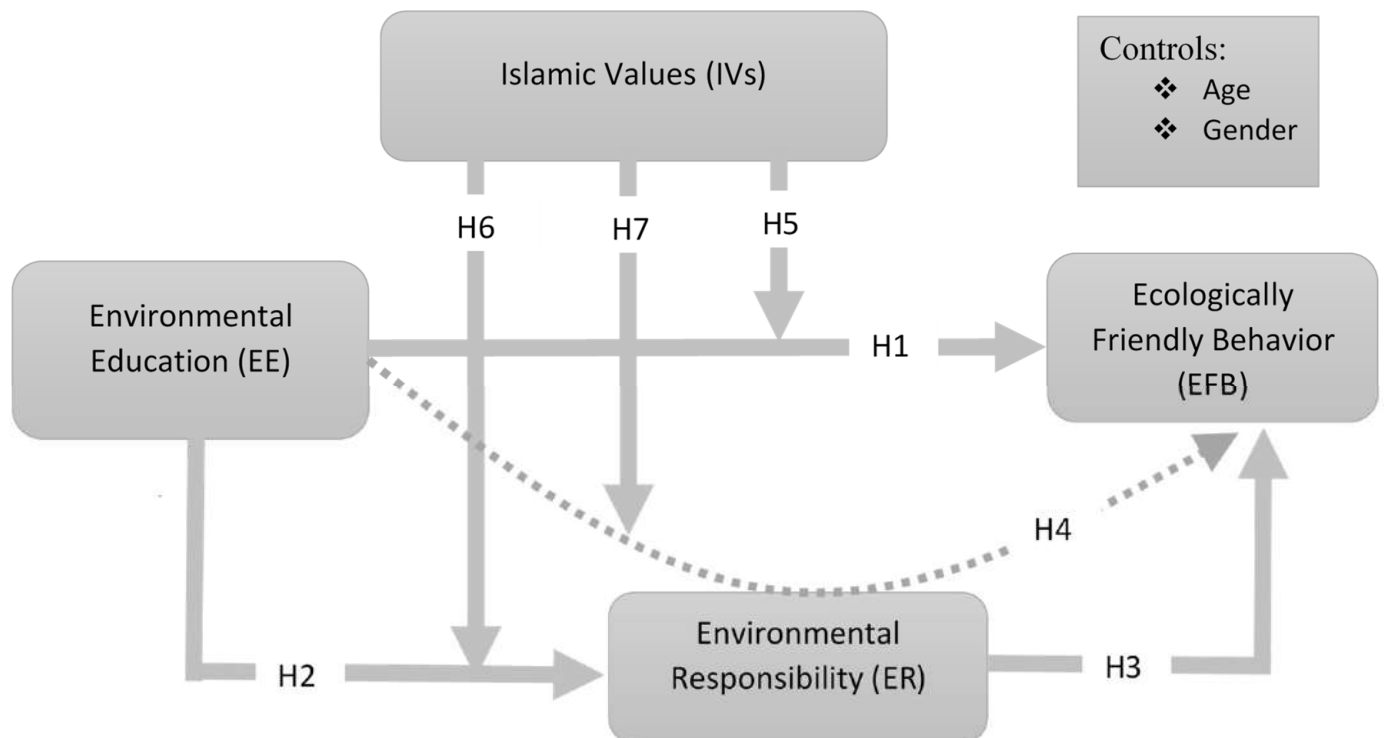 Islamic Values (IVs)
Controls:
❖ Age
❖ Gender
H6
H7
H5
Environmental
Education (EE)
H1
Ecologically
Friendly Behavior
(EFB)
H4
Environmental
Responsibility (ER)
H2
H3